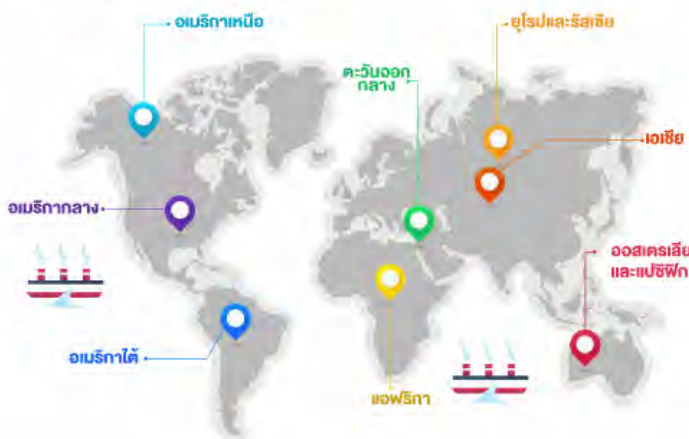 อเมริกาเหนือ
ยุโรปและรัสเซีย
ตะวันออก
กลาง
เอเชีย
อเมริกากลาง
ออสเตรเลีย
และแปซิฟิก
อเมริกาใต้
แอฟริกา